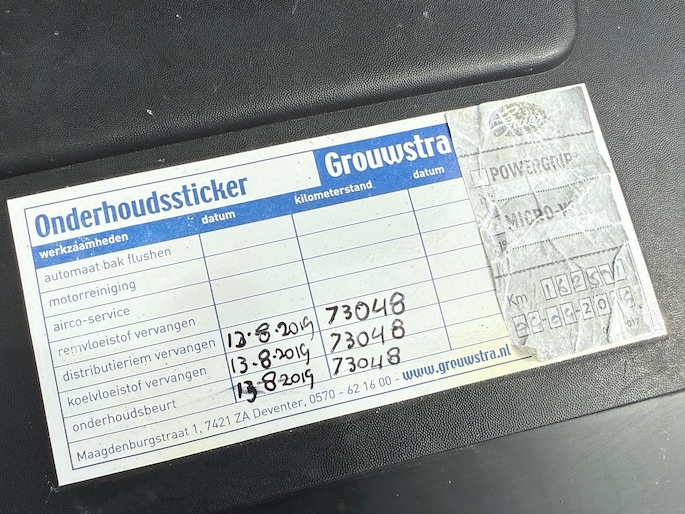 Onderhoudssticker Grouwstra
werkzaamheden datum kilometerstand datum
automaat bak flushen
motorreiniging
airco-service
remvloeistof vervangen
distributieriem vervangen 13-8-2019 73048
koelvloeistof vervangen 13-8-2019 73048
onderhoudsbeurt 13-8-2019 73048
Maagdenburgstraat 1, 7421 ZA Deventer, 0570 - 62 16 00 - www.grouwstra.nl
POWERGRIP
Km